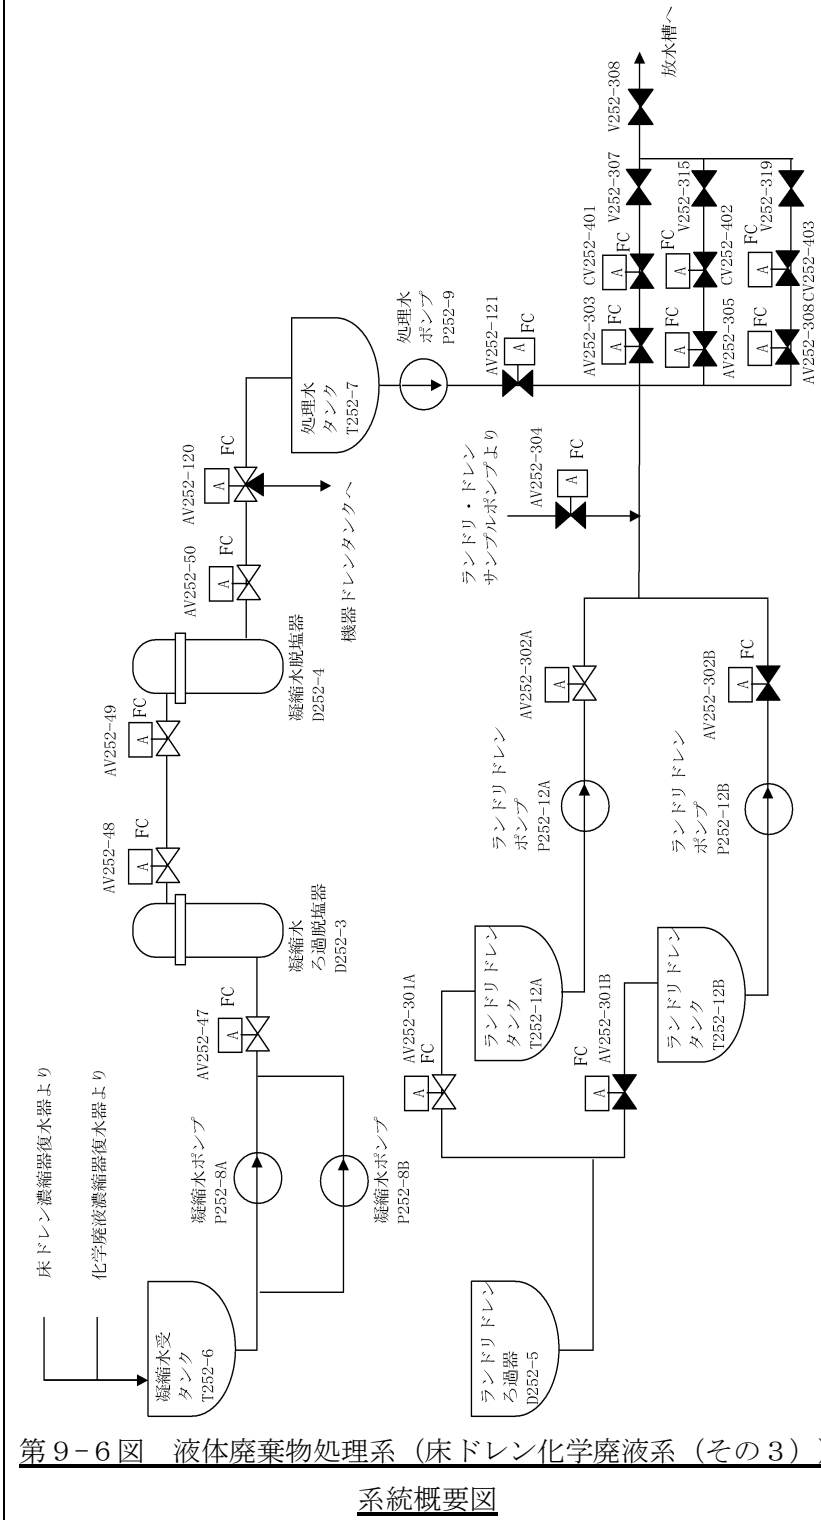 床ドレン濃縮器復水器より
化学廃液濃縮器復水器より
凝縮水受
タンク
T252-6
凝縮水ポンプ
P252-8A
凝縮水ポンプ
P252-8B
AV252-47
FC
A
凝縮水
ろ過脱塩器
D252-3
AV252-48
FC
A
AV252-49
FC
A
凝縮水脱塩器
D252-4
AV252-50
FC
A
AV252-120
FC
A
機器ドレンタンクへ
処理水
タンク
T252-7
処理水
ポンプ
P252-9
AV252-121
FC
A
ランドリ・ドレン
サンプルポンプより
AV252-304
FC
A
ランドリドレン
ろ過器
D252-5
AV252-301A
FC
A
AV252-301B
FC
A
ランドリドレン
タンク
T252-12A
ランドリドレン
タンク
T252-12B
ランドリドレン
ポンプ
P252-12A
ランドリドレン
ポンプ
P252-12B
AV252-302A
A
AV252-302B
FC
A
AV252-303
FC
A
CV252-401
FC
A
V252-307
AV252-305
FC
A
CV252-402
FC
A
V252-315
AV252-308
FC
A
CV252-403
FC
A
V252-319
V252-308
放水槽へ
第9-6図　液体廃棄物処理系（床ドレン化学廃液系（その3））
系統概要図